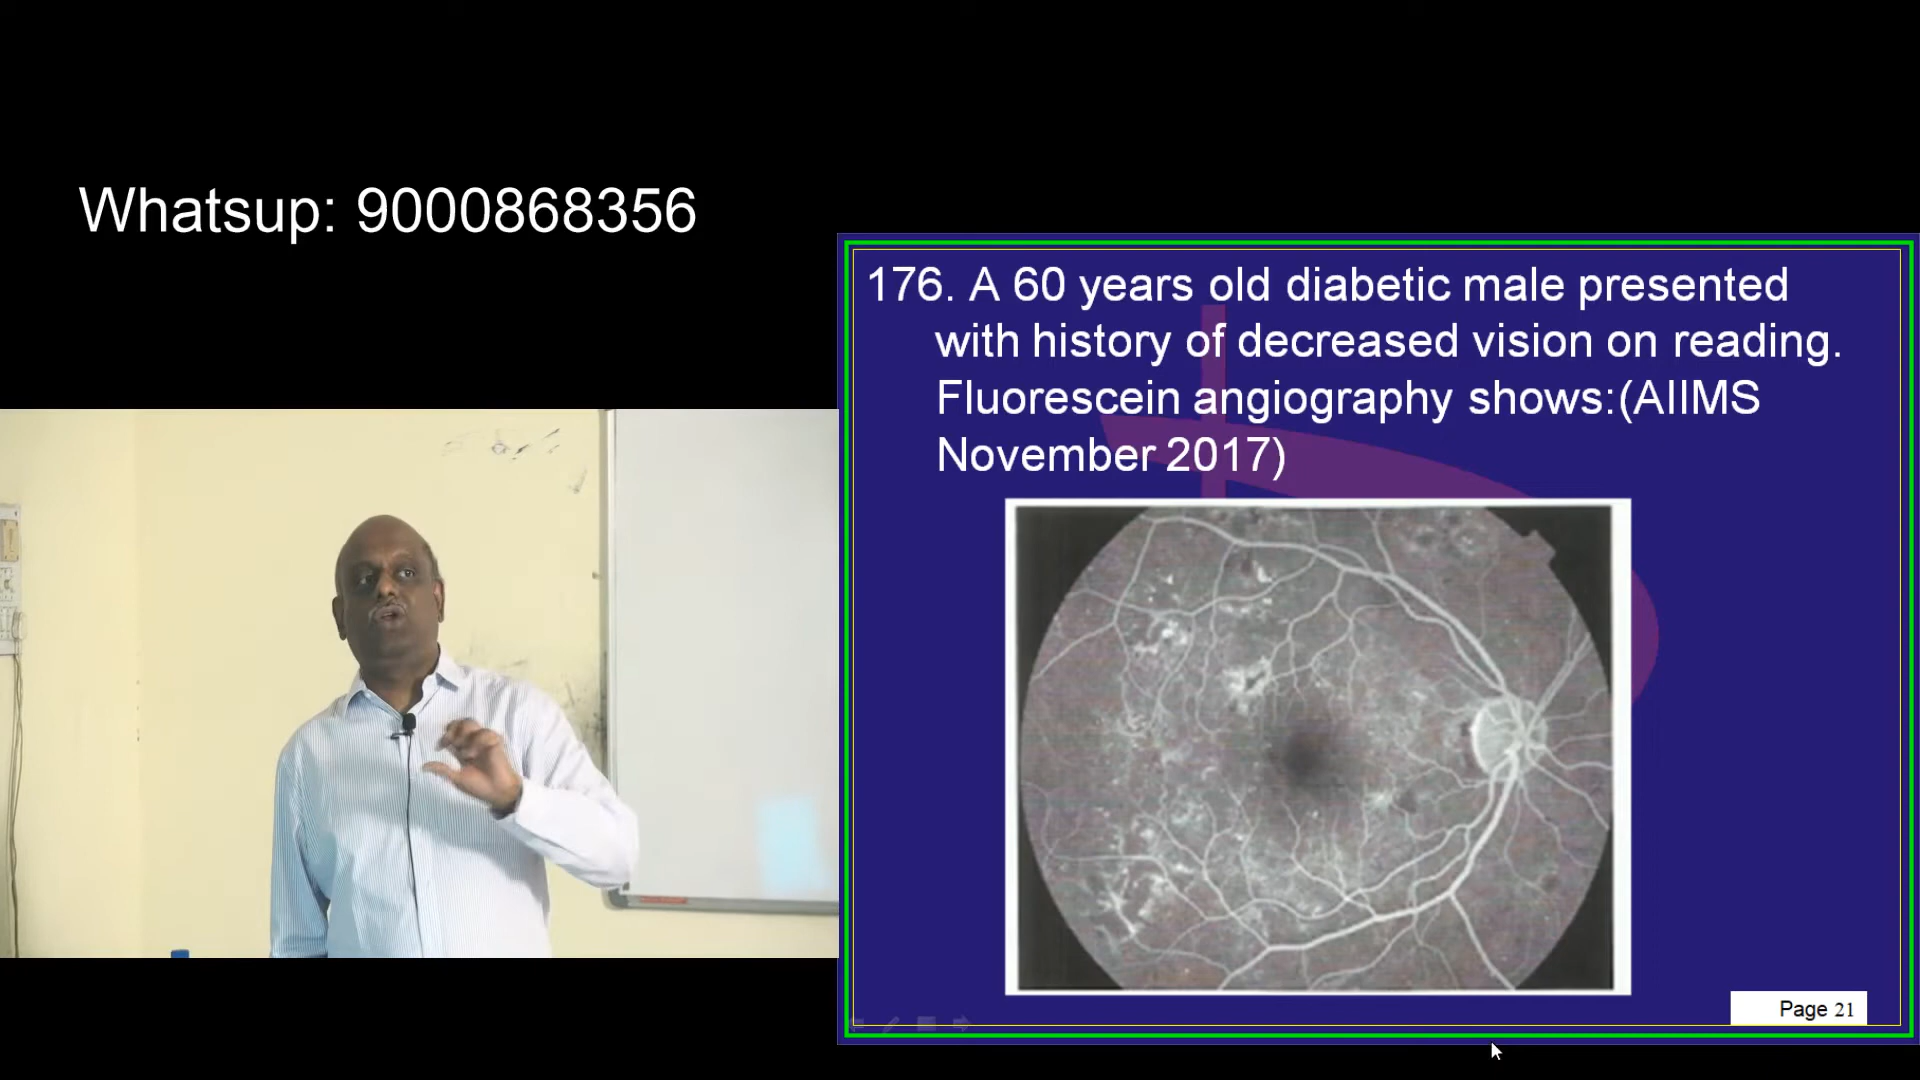 Whatsup: 9000868356
176. A 60 years old diabetic male presented
with history of decreased vision on reading.
Fluorescein angiography shows:(AIIMS
November 2017)
Page 21